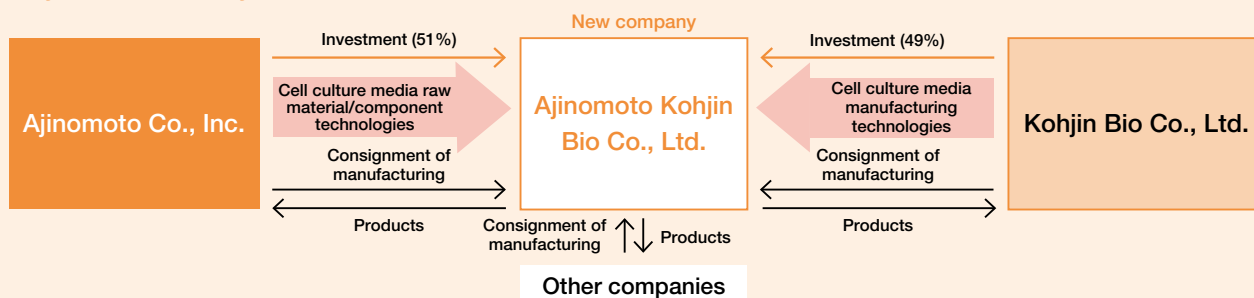 New company
Investment (51%)
Investment (49%)
Ajinomoto Co., Inc.
Cell culture media raw
material/component
technologies
Ajinomoto Kohjin
Bio Co., Ltd.
Cell culture media
manufacturing
technologies
Kohjin Bio Co., Ltd.
Consignment of
manufacturing
Consignment of
manufacturing
Products
Products
Consignment of
manufacturing
Products
Other companies